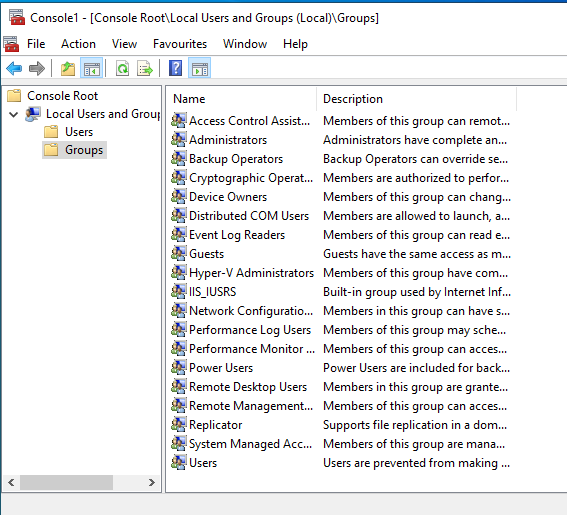 Console1 - [Console Root\Local Users and Groups (Local)\Groups]
File Action View Favourites Window Help
Console Root
Local Users and Group
Users
Groups
Name Description
Access Control Assist... Members of this group can remot...
Administrators Administrators have complete an...
Backup Operators Backup Operators can override se...
Cryptographic Operat... Members are authorized to perfor...
Device Owners Members of this group can chang...
Distributed COM Users Members are allowed to launch, a...
Event Log Readers Members of this group can read e...
Guests Guests have the same access as m...
Hyper-V Administrators Members of this group have com...
IIS_IUSRS Built-in group used by Internet Inf...
Network Configuratio... Members in this group can have s...
Performance Log Users Members of this group may sche...
Performance Monitor ... Members of this group can acces...
Power Users Power Users are included for back...
Remote Desktop Users Members in this group are grante...
Remote Management... Members of this group can acces...
Replicator Supports file replication in a dom...
System Managed Acc... Members of this group are mana...
Users Users are prevented from making ...